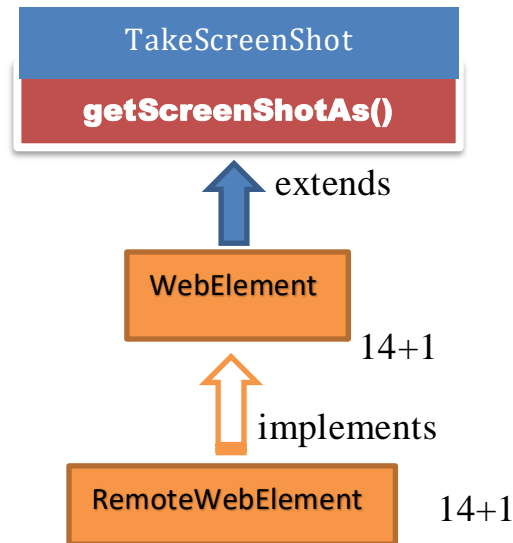 TakeScreenShot
getScreenShotAs()
extends
WebElement
14+1
implements
RemoteWebElement
14+1